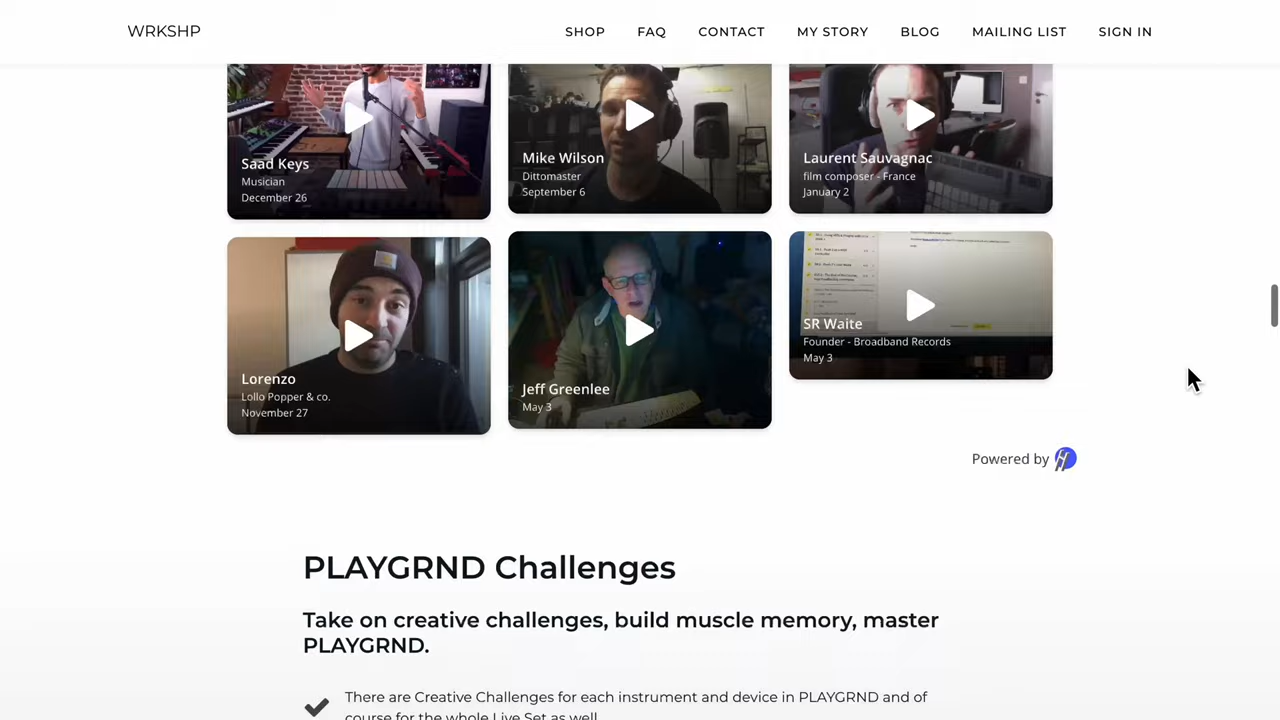 WRKSHP
SHOP
FAQ
CONTACT
MY STORY
BLOG
MAILING LIST
SIGN IN
Saad Keys
Musician
December 26
Mike Wilson
Dittomaster
September 6
Laurent Sauvagnac
film composer - France
January 2
Lorenzo
Lollo Popper & co.
November 27
Jeff Greenlee
May 3
SR Waite
Founder - Broadband Records
May 3
Powered by
PLAYGRND Challenges
Take on creative challenges, build muscle memory, master
PLAYGRND.
There are Creative Challenges for each instrument and device in PLAYGRND and of
course for the whole Live Set as well